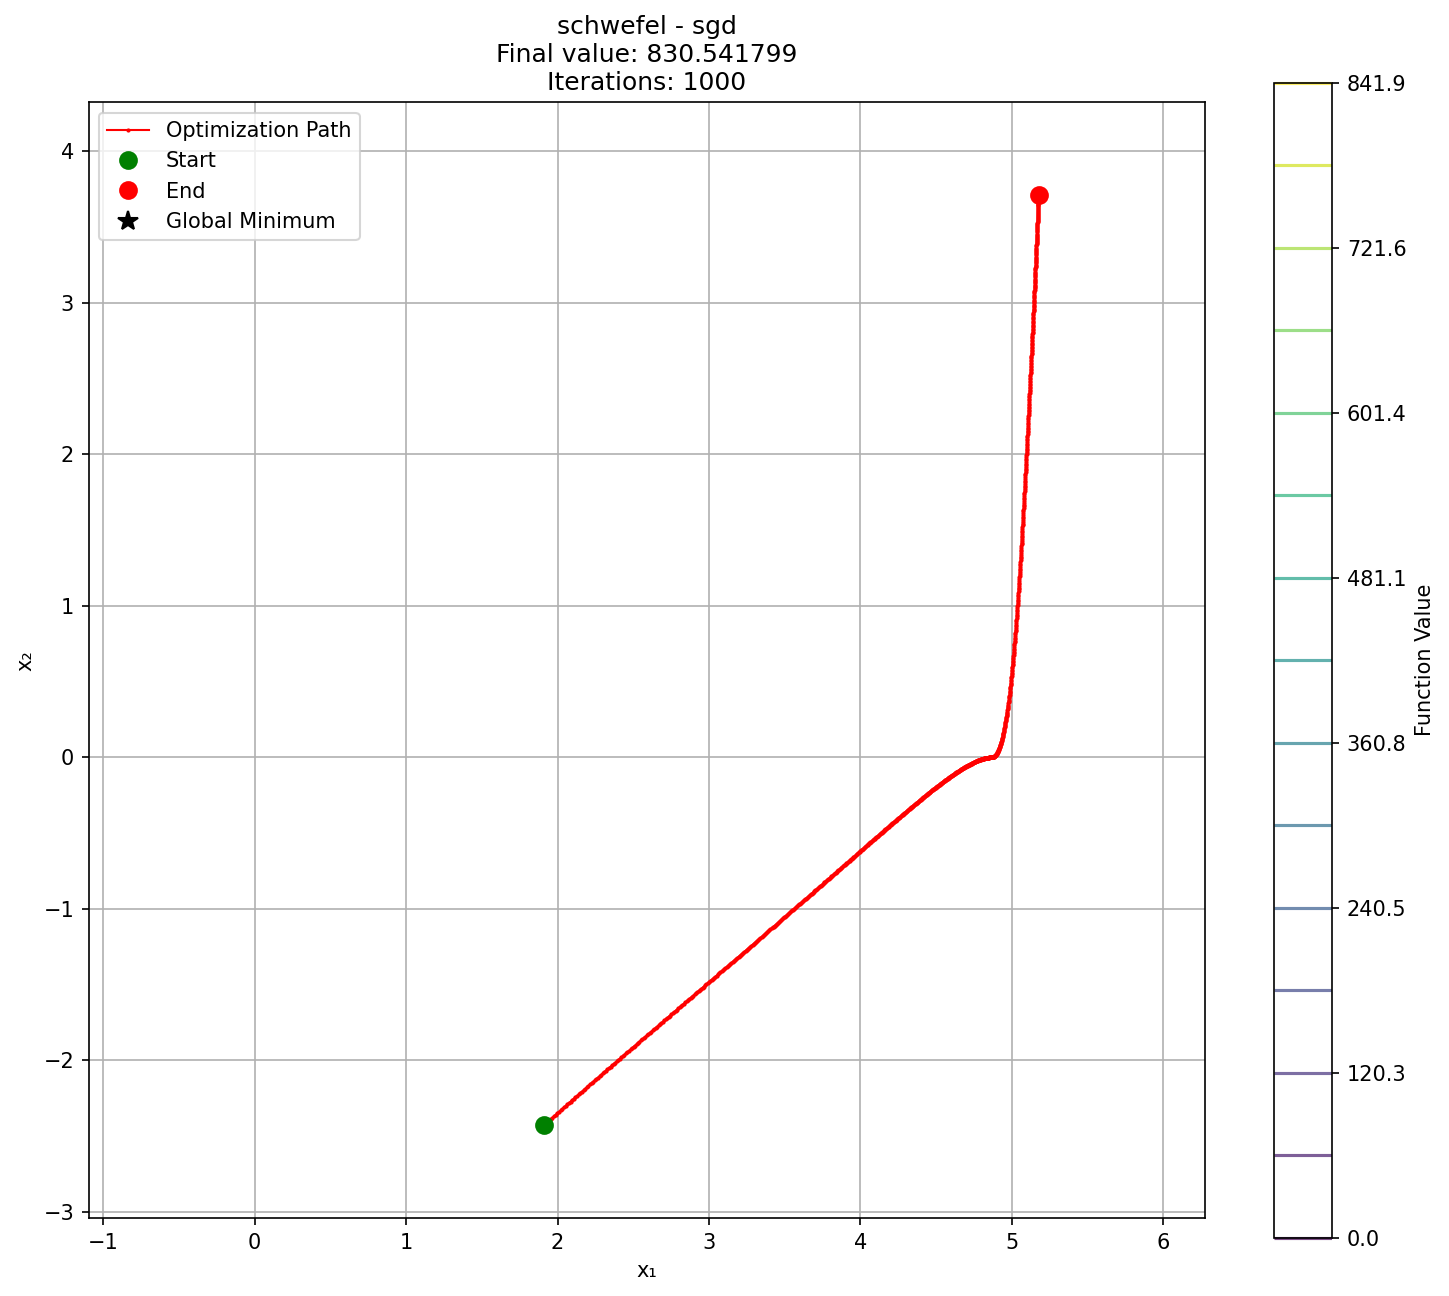 schwefel - sgd
Final value: 830.541799
Iterations: 1000
Optimization Path
Start
End
Global Minimum
4
3
2
1
0
−1
−2
−3
x₂
−1
0
1
2
3
4
5
6
x₁
841.9
721.6
601.4
481.1
360.8
240.5
120.3
0.0
Function Value